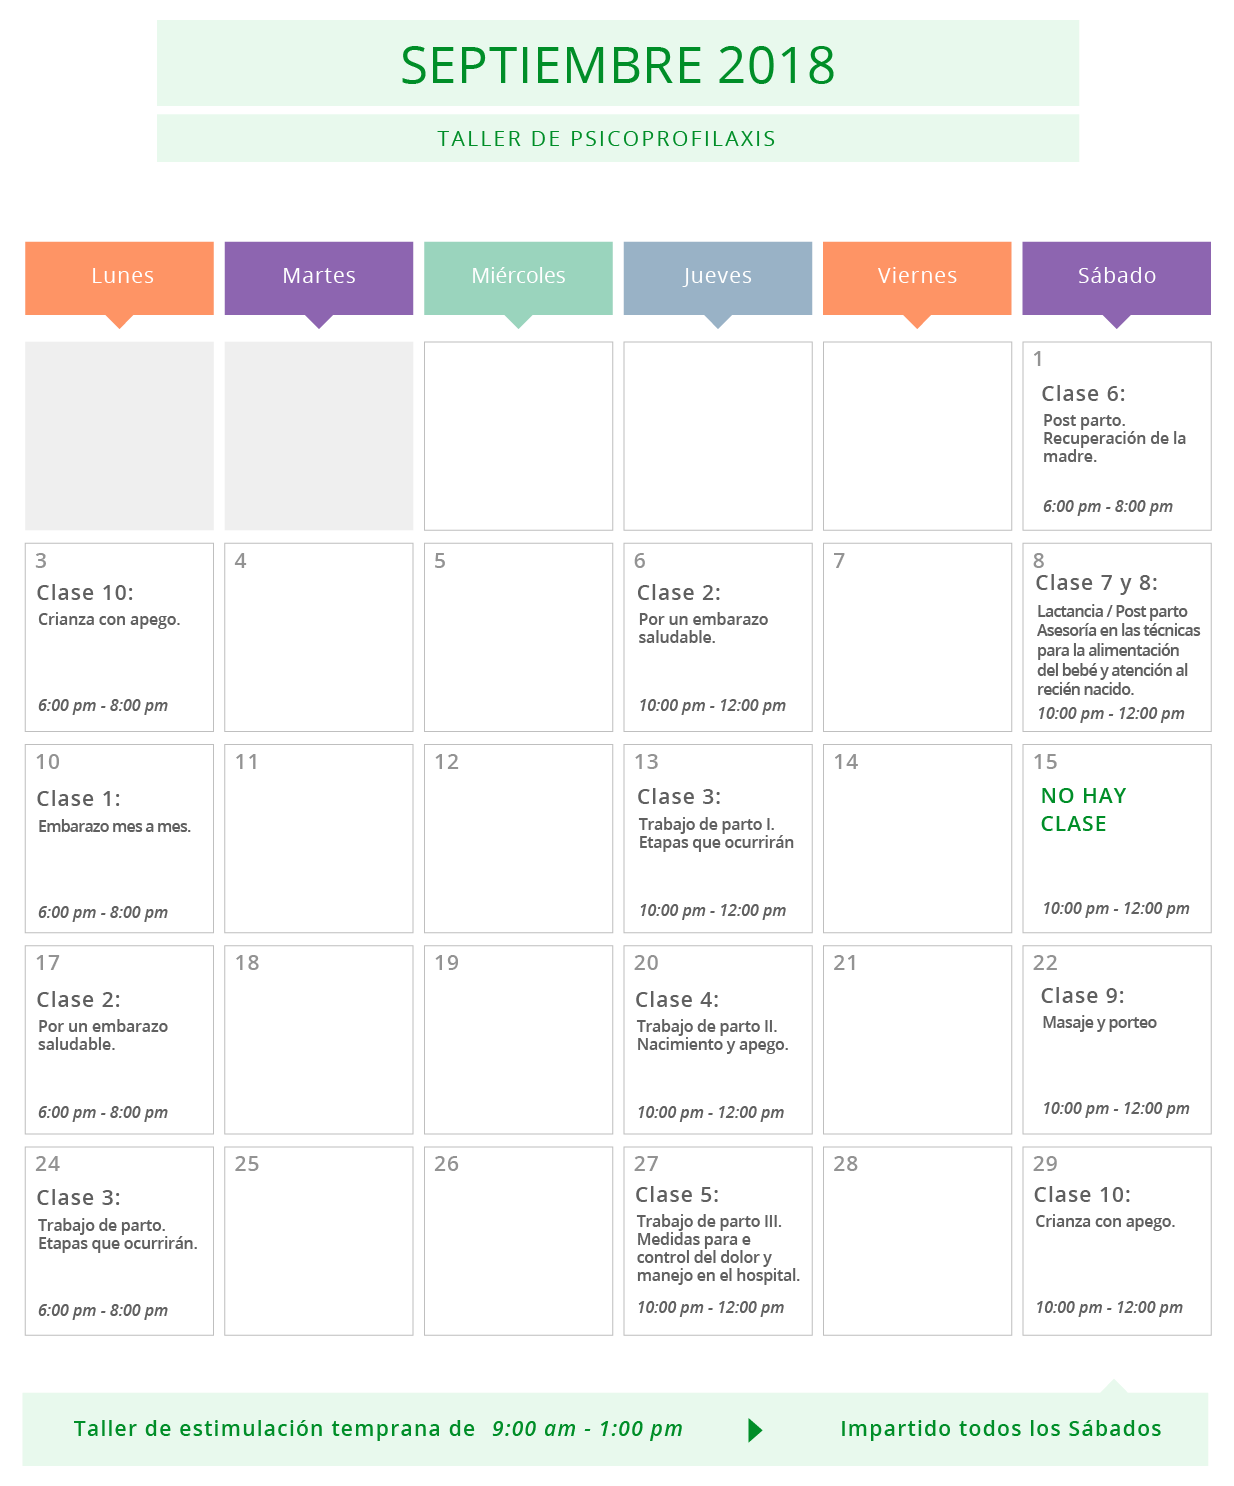 SEPTIEMBRE 2018
TALLER DE PSICOPROFILAXIS
Lunes
Martes
Miércoles
Jueves
Viernes
Sábado
1
Clase 6:
Post parto.
Recuperación de la
madre.
6:00 pm - 8:00 pm
3
Clase 10:
Crianza con apego.
6:00 pm - 8:00 pm
4
5
6
Clase 2:
Por un embarazo
saludable.
10:00 pm - 12:00 pm
7
8
Clase 7 y 8:
Lactancia / Post parto
Asesoría en las técnicas
para la alimentación
del bebé y atención al
recién nacido.
10:00 pm - 12:00 pm
10
Clase 1:
Embarazo mes a mes.
6:00 pm - 8:00 pm
11
12
13
Clase 3:
Trabajo de parto I.
Etapas que ocurrirán
10:00 pm - 12:00 pm
14
15
NO HAY
CLASE
10:00 pm - 12:00 pm
17
Clase 2:
Por un embarazo
saludable.
6:00 pm - 8:00 pm
18
19
20
Clase 4:
Trabajo de parto II.
Nacimiento y apego.
10:00 pm - 12:00 pm
21
22
Clase 9:
Masaje y porteo
10:00 pm - 12:00 pm
24
Clase 3:
Trabajo de parto.
Etapas que ocurrirán.
6:00 pm - 8:00 pm
25
26
27
Clase 5:
Trabajo de parto III.
Medidas para e
control del dolor y
manejo en el hospital.
10:00 pm - 12:00 pm
28
29
Clase 10:
Crianza con apego.
10:00 pm - 12:00 pm
Taller de estimulación temprana de 9:00 am - 1:00 pm
Impartido todos los Sábados